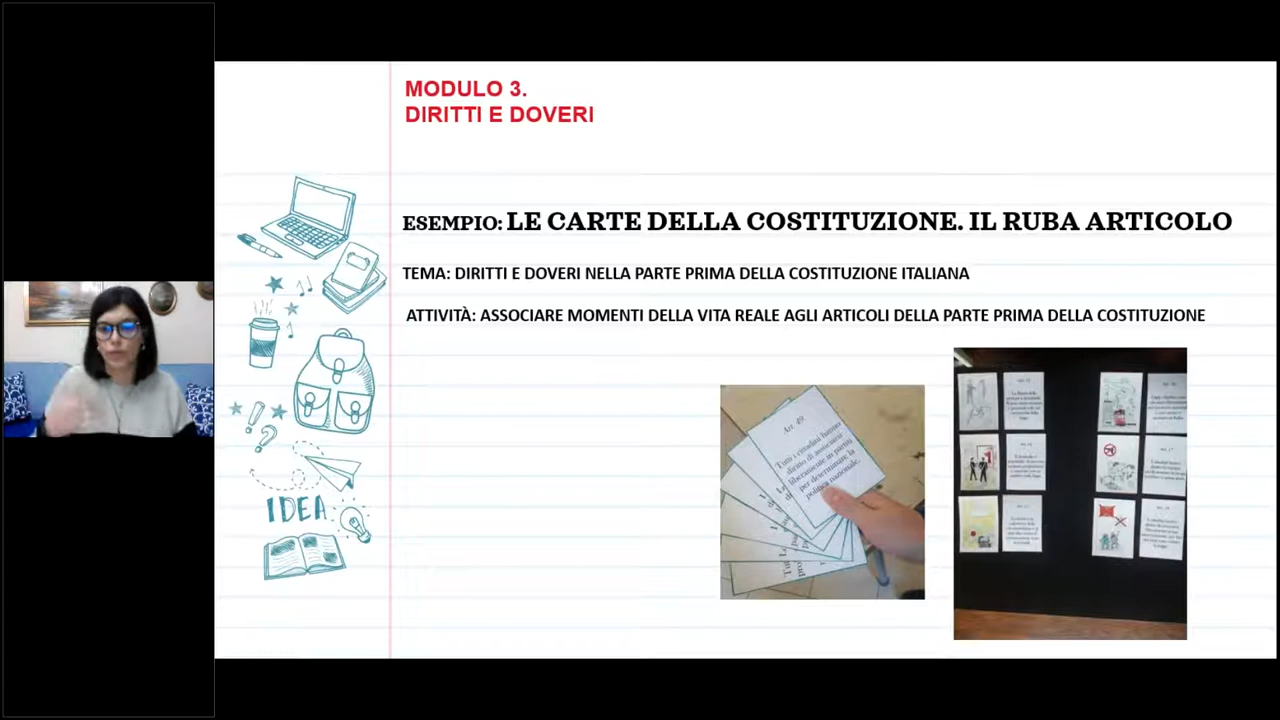 MODULO 3.
DIRITTI E DOVERI
ESEMPIO: LE CARTE DELLA COSTITUZIONE. IL RUBA ARTICOLO
TEMA: DIRITTI E DOVERI NELLA PARTE PRIMA DELLA COSTITUZIONE ITALIANA
ATTIVITÀ: ASSOCIARE MOMENTI DELLA VITA REALE AGLI ARTICOLI DELLA PARTE PRIMA DELLA COSTITUZIONE
IDEA
Art. 49
Tutti i cittadini hanno
diritto di associarsi
liberamente in partiti
per determinare la
politica nazionale.